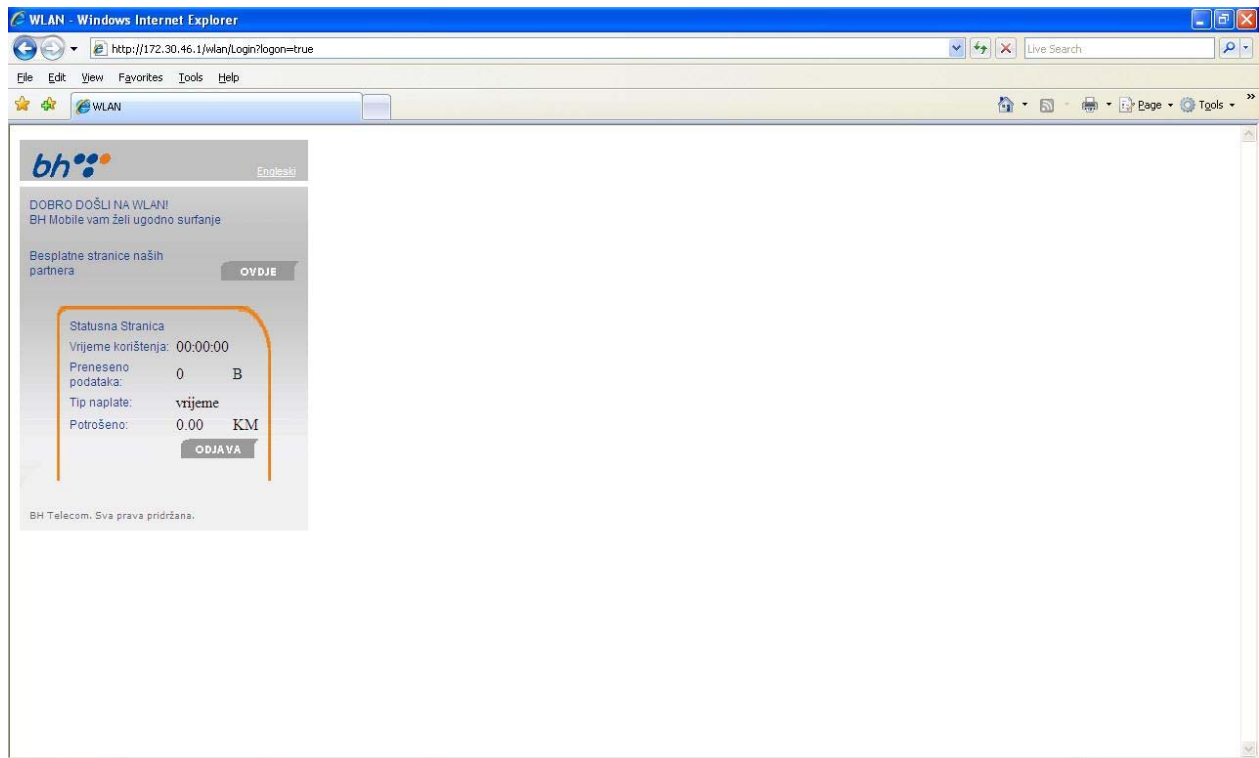 WLAN - Windows Internet Explorer
http://172.30.46.1/wlan/Login?logon=true
Live Search
File Edit View Favorites Tools Help
WLAN
Page Tools »
bh
Engleski
DOBRO DOŠLI NA WLAN!
BH Mobile vam želi ugodno surfanje
Besplatne stranice naših
partnera
OVDJE
Statusna Stranica
Vrijeme korištenja: 00:00:00
Preneseno
podataka: 0 B
Tip naplate: vrijeme
Potrošeno: 0.00 KM
ODJAVA
BH Telecom. Sva prava pridržana.